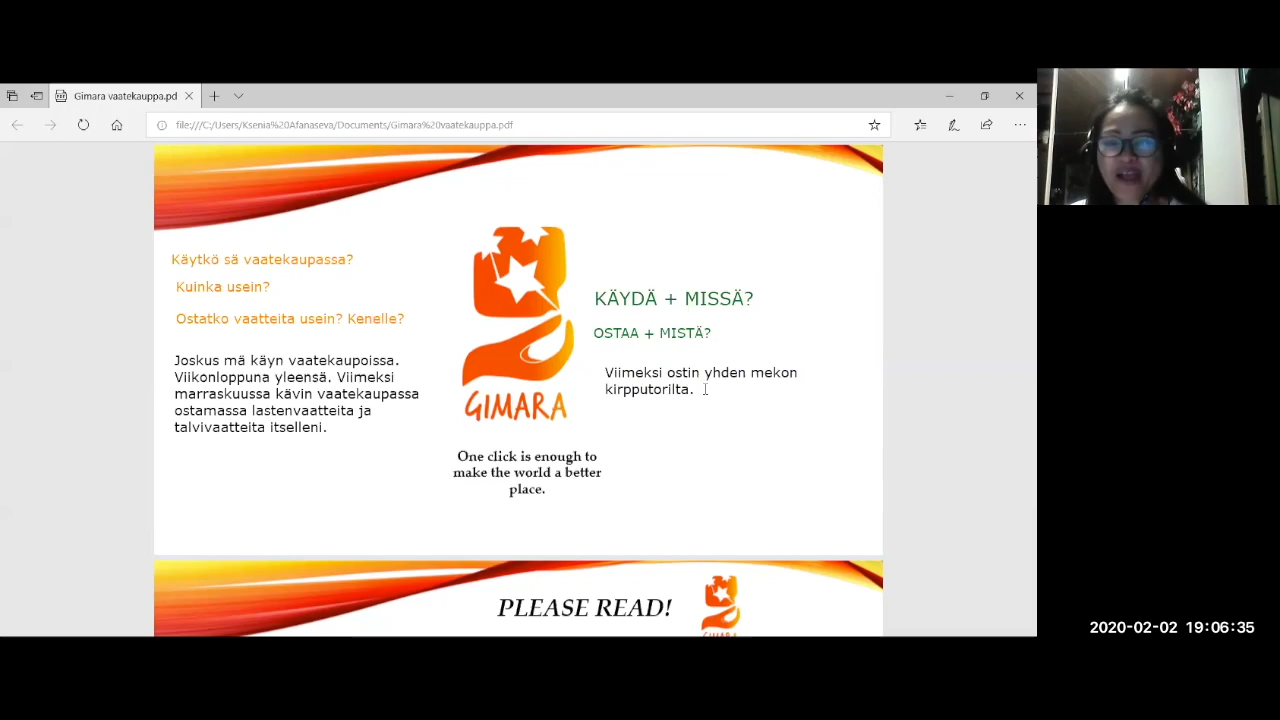 Gimara vaatekauppa.pd
file:///C:/Users/Ksenia%20Afanaseva/Documents/Gimara%20vaatekauppa.pdf
Käytkö sä vaatekaupassa?
Kuinka usein?
Ostatko vaatteita usein? Kenelle?
Joskus mä käyn vaatekaupoissa.
Viikonloppuna yleensä. Viimeksi
marraskuussa kävin vaatekaupassa
ostamassa lastenvaatteita ja
talvivaatteita itselleni.
GIMARA
One click is enough to
make the world a better
place.
KÄYDÄ + MISSÄ?
OSTAA + MISTÄ?
Viimeksi ostin yhden mekon
kirpputorilta.
PLEASE READ!
GIMARA
2020-02-02 19:06:35